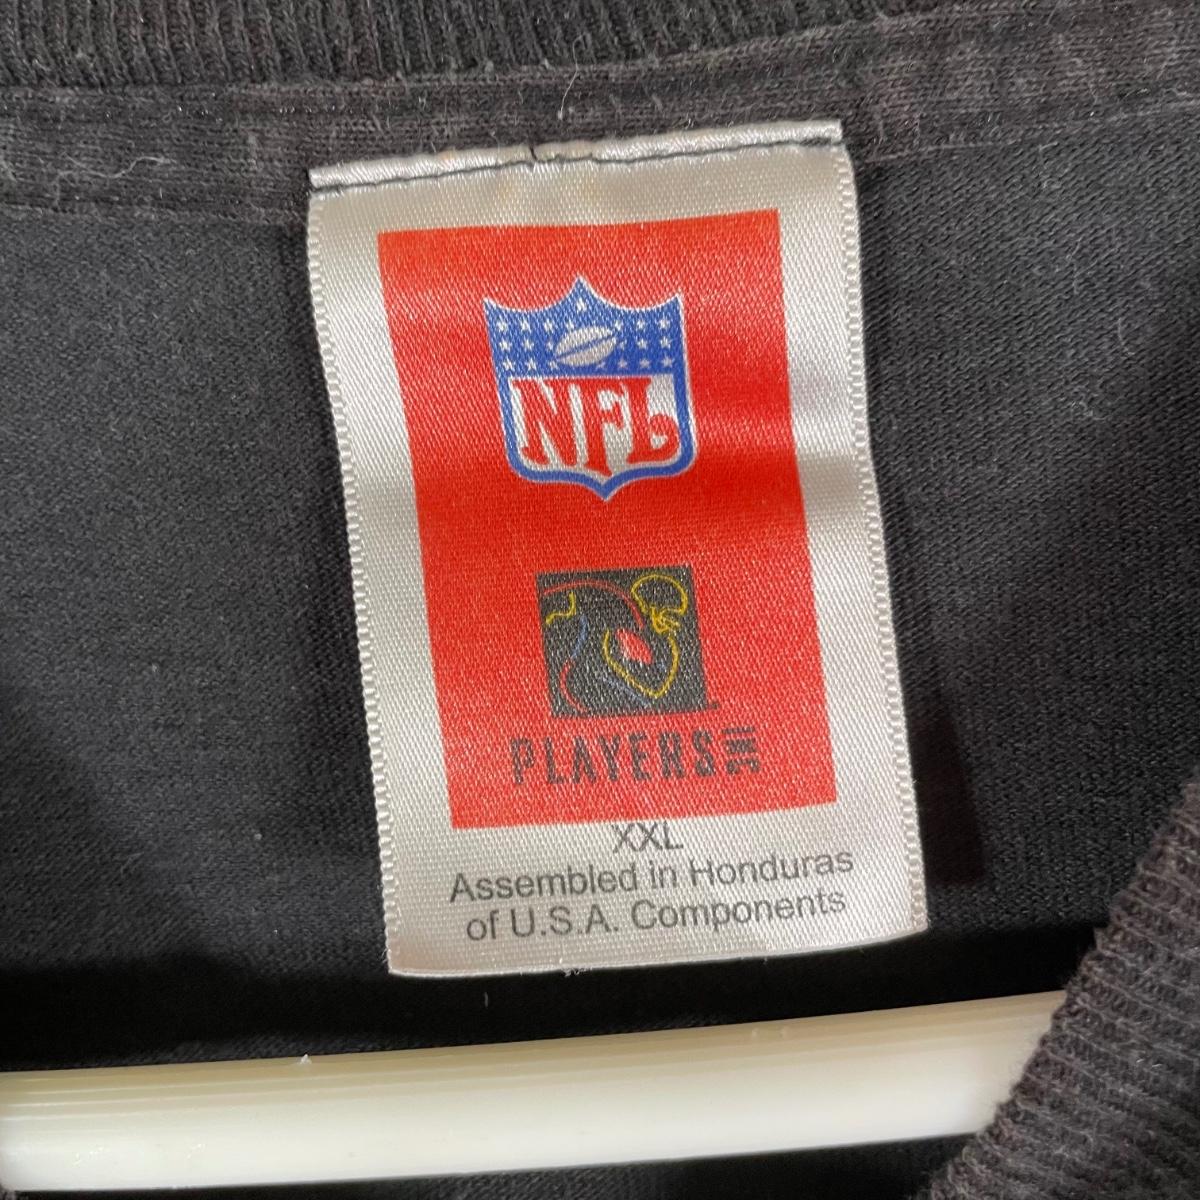 NFL
PLAYERS INC
XXL
Assembled in Honduras
of U.S.A. Components